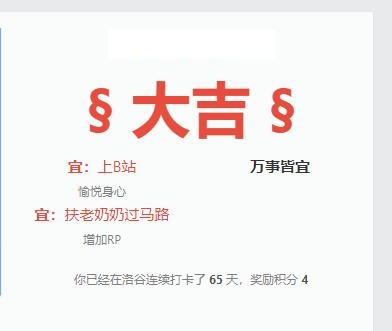 § 大吉 §
宜：上B站
愉悦身心
宜：扶老奶奶过马路
增加RP
万事皆宜
你已经在洛谷连续打卡了 65 天，奖励积分 4